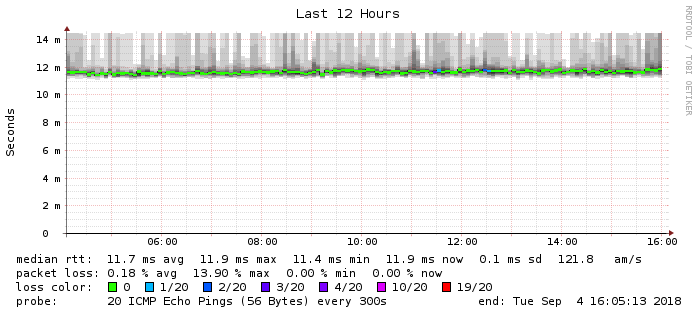 Last 12 Hours
RRDTOOL / TOBI OETIKER
Seconds
14 m
12 m
10 m
8 m
6 m
4 m
2 m
0
06:00 08:00 10:00 12:00 14:00 16:00
median rtt: 11.7 ms avg 11.9 ms max 11.4 ms min 11.9 ms now 0.1 ms sd 121.8 am/s
packet loss: 0.18 % avg 13.90 % max 0.00 % min 0.00 % now
loss color: 0 1/20 2/20 3/20 4/20 10/20 19/20
probe: 20 ICMP Echo Pings (56 Bytes) every 300s end: Tue Sep 4 16:05:13 2018